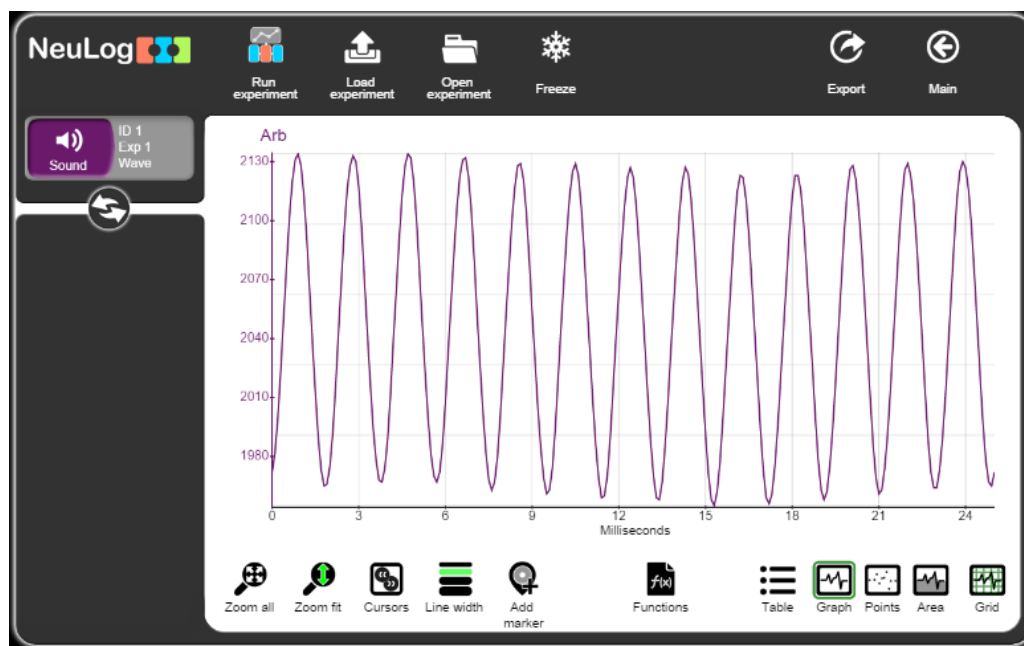 NeuLog
Run
experiment
Load
experiment
Open
experiment
Freeze
Export
Main
Sound
ID 1
Exp 1
Wave
Arb
2130
2100
2070
2040
2010
1980
0 3 6 9 12 15 18 21 24
Milliseconds
Zoom all
Zoom fit
Cursors
Line width
Add
marker
f(x)
Functions
Table
Graph
Points
Area
Grid